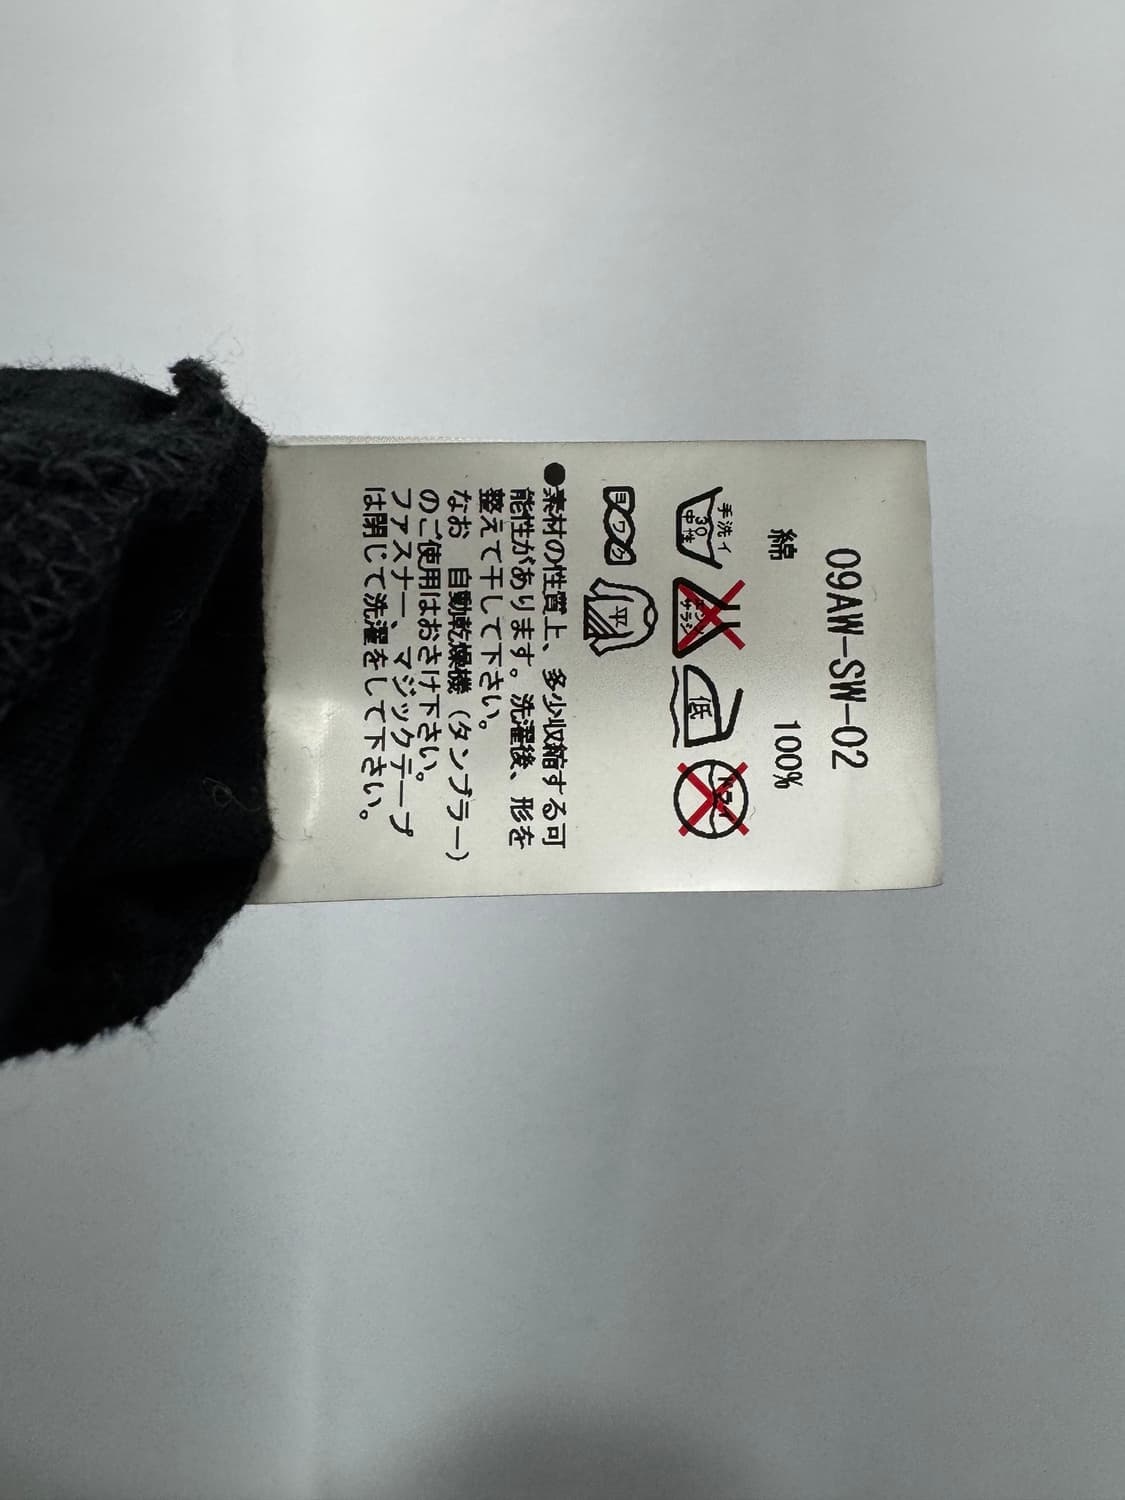 09AW-SW-02
綿 100%
手洗イ
30
中性
エンソ
サラシ
低
ドライ
ヨワク
平
●素材の性質上、多少収縮する可
能性があります。洗濯後、形を
整えて干して下さい。
なお 自動乾燥機(タンブラー)
のご使用はおさけ下さい。
ファスナー、マジックテープ
は閉じて洗濯をして下さい。